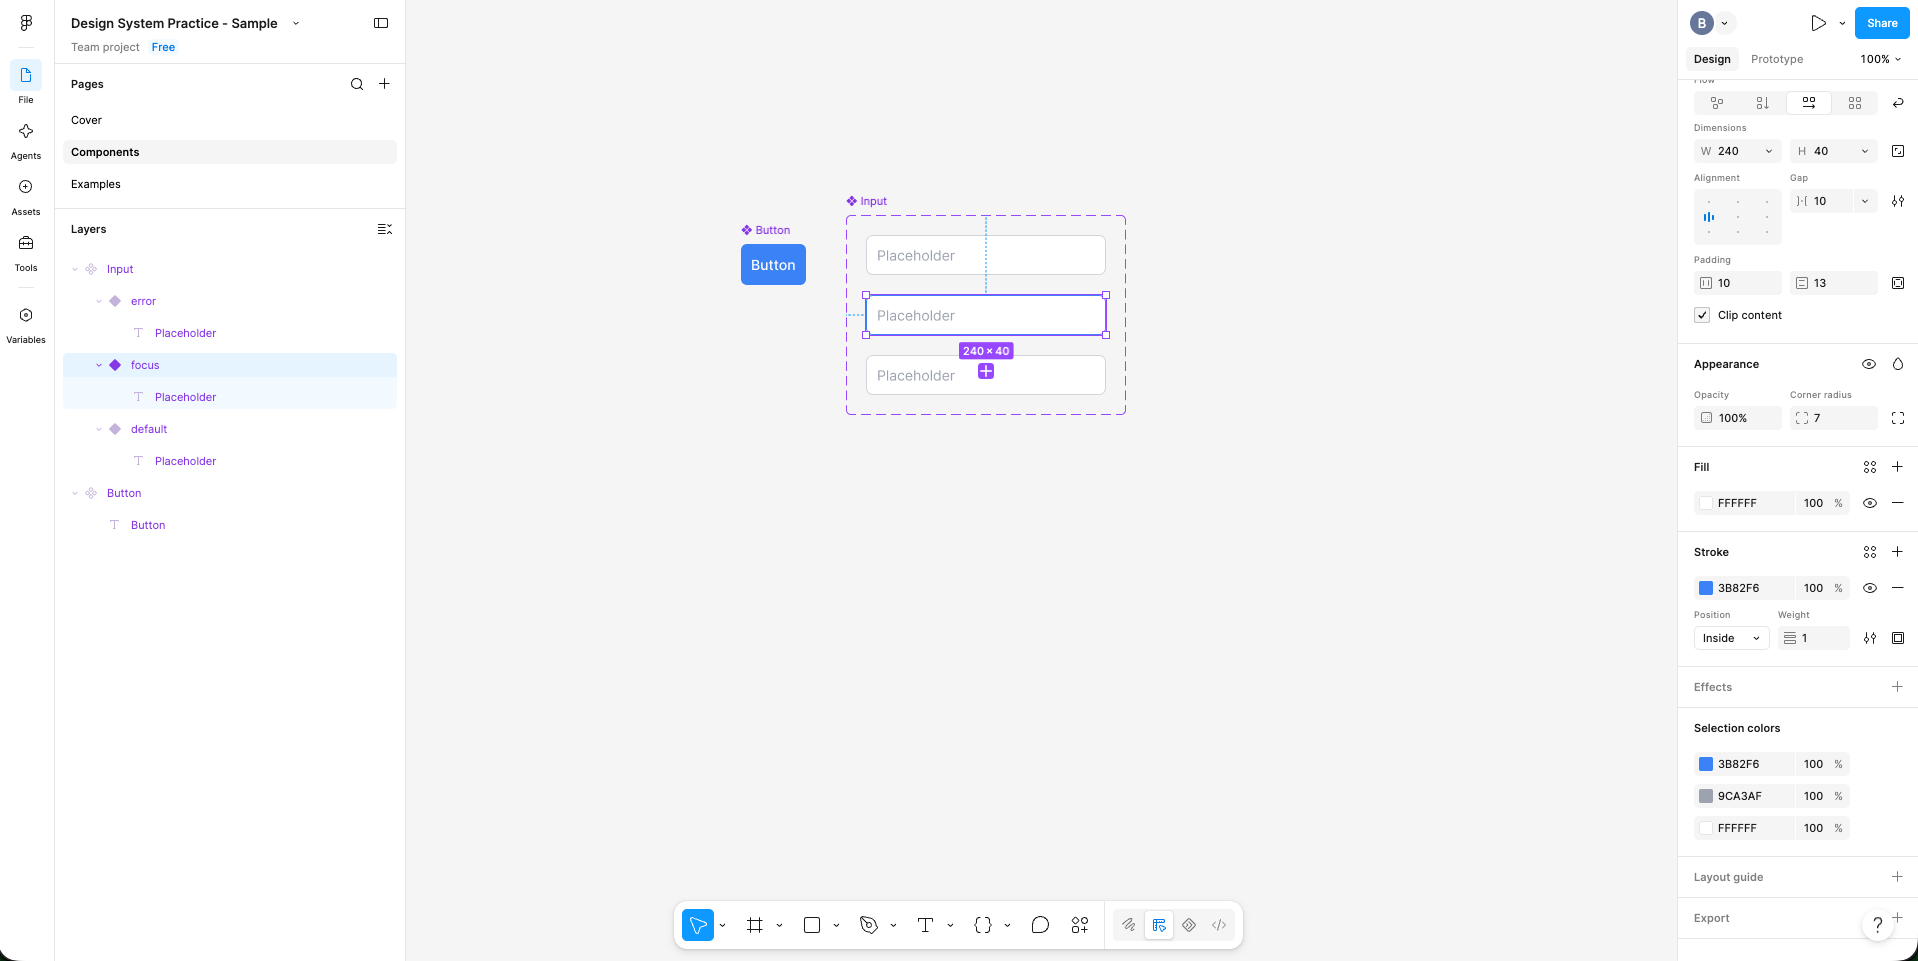 Design System Practice - Sample
Team project Free
File
Agents
Assets
Tools
Variables
Pages
Cover
Components
Examples
Layers
Input
error
Placeholder
focus
Placeholder
default
Placeholder
Button
Button
Button
Button
Input
Placeholder
Placeholder
240 × 40
Placeholder
B
Share
Design Prototype 100%
Flow
Dimensions
W 240 H 40
Alignment Gap
10
Padding
10 13
Clip content
Appearance
Opacity Corner radius
100% 7
Fill
FFFFFF 100 %
Stroke
3B82F6 100 %
Position Weight
Inside 1
Effects
Selection colors
3B82F6 100 %
9CA3AF 100 %
FFFFFF 100 %
Layout guide
Export
?